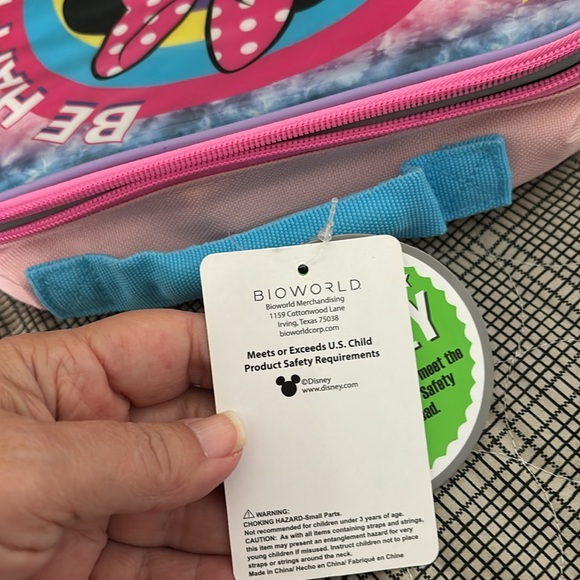 BE HA
BIOWORLD
Bioworld Merchandising
1159 Cottonwood Lane
Irving, Texas 75038
bioworldcorp.com
Meets or Exceeds U.S. Child
Product Safety Requirements
©Disney
www.disney.com
⚠WARNING:
CHOKING HAZARD-Small Parts.
Not recommended for children under 3 years of age.
CAUTION: As with all items containing straps and strings,
this item may present an entanglement hazard for very
young children if misused. Instruct children not to place
straps or strings around the neck.
Made in China/ Hecho en China/ Fabriqué en Chine
meet the
Safety